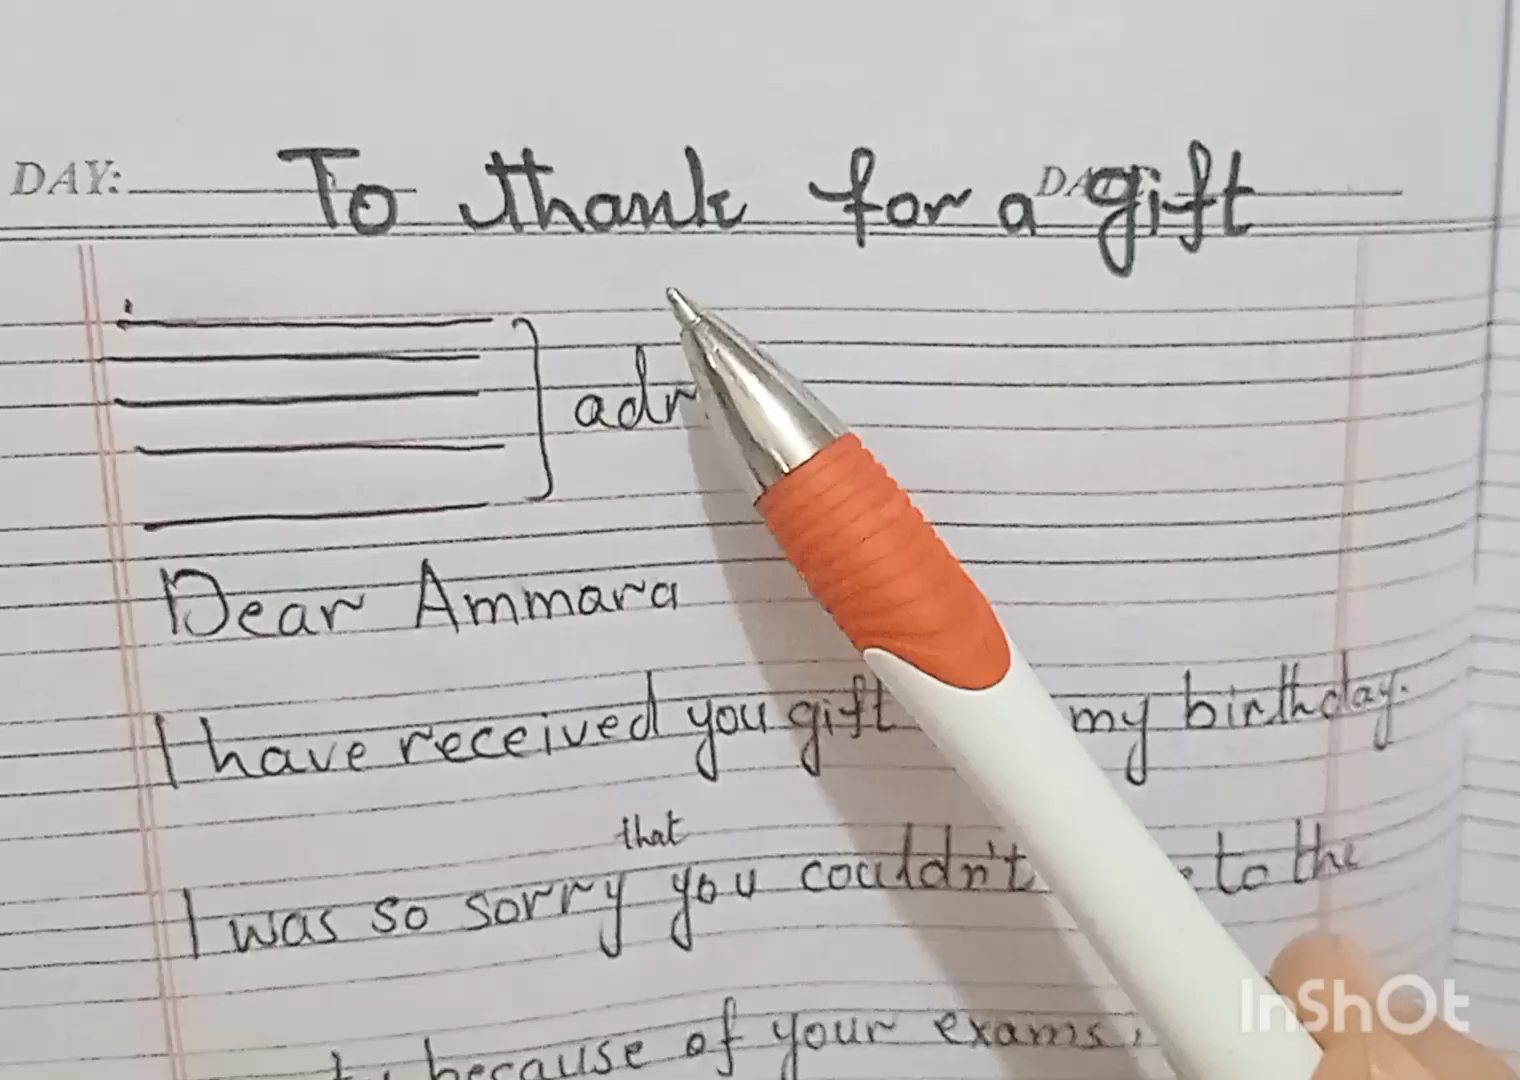 DAY:
To thank for a gift
adr
Dear Ammara
I have received you gift my birthday.
that
I was so sorry you couldn't to the
because of your exams,
InShOt